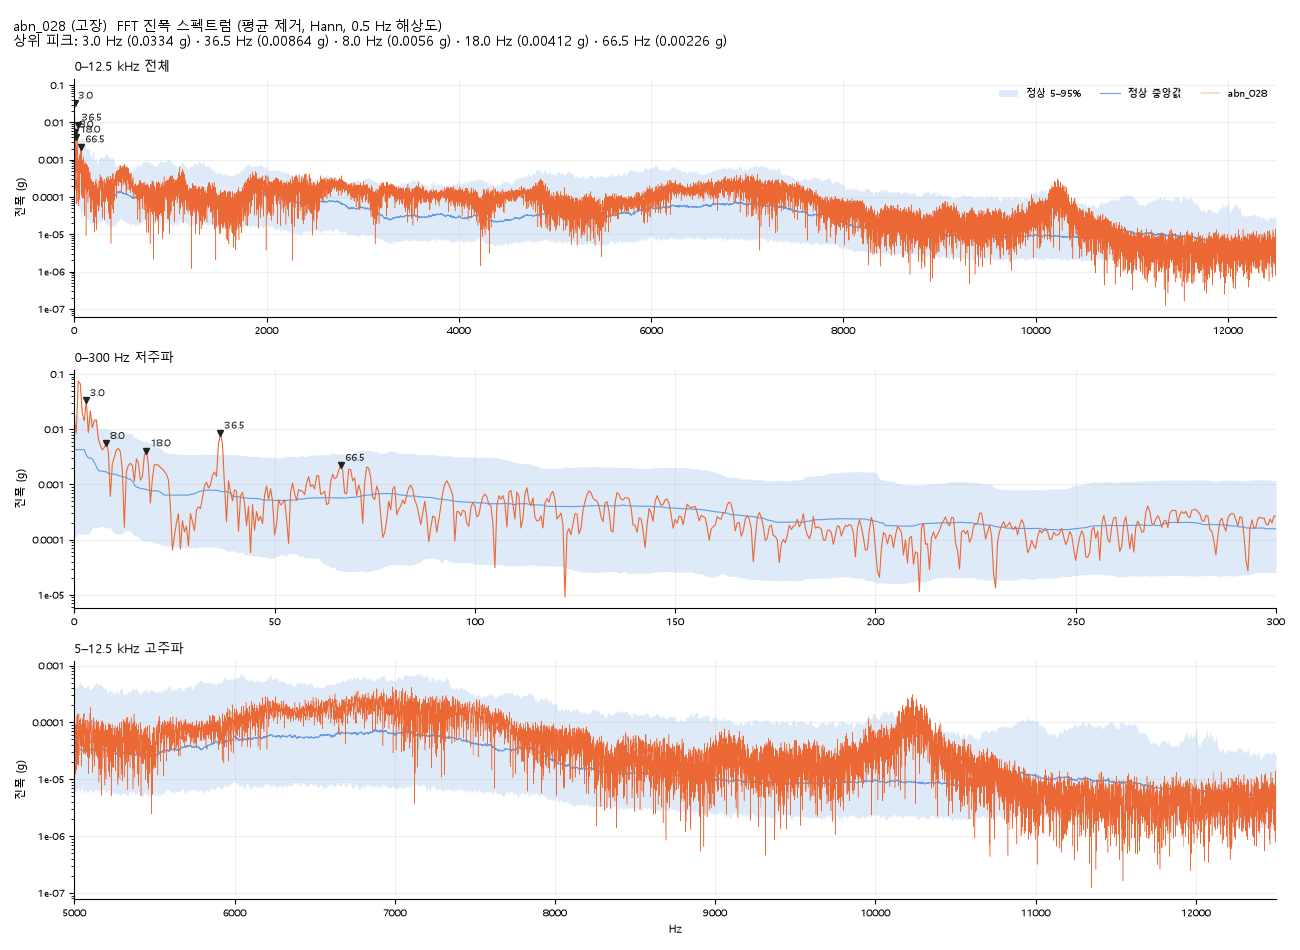 abn_028 (고장)  FFT 진폭 스펙트럼 (평균 제거, Hann, 0.5 Hz 해상도)
상위 피크: 3.0 Hz (0.0334 g) · 36.5 Hz (0.00864 g) · 8.0 Hz (0.0056 g) · 18.0 Hz (0.00412 g) · 66.5 Hz (0.00226 g)
0–12.5 kHz 전체
진폭 (g)
0.1
0.01
0.001
0.0001
1e-05
1e-06
1e-07
3.0
36.5
8.0
18.0
66.5
정상 5–95%
정상 중앙값
abn_028
0
2000
4000
6000
8000
10000
12000
0–300 Hz 저주파
진폭 (g)
0.1
0.01
0.001
0.0001
1e-05
3.0
8.0
18.0
36.5
66.5
0
50
100
150
200
250
300
5–12.5 kHz 고주파
진폭 (g)
0.001
0.0001
1e-05
1e-06
1e-07
5000
6000
7000
8000
9000
10000
11000
12000
Hz